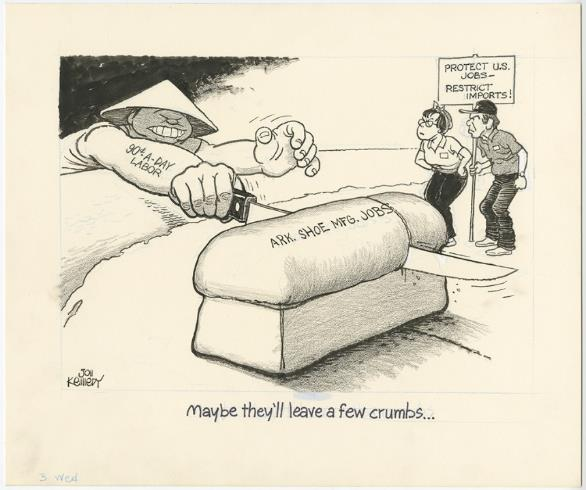 PROTECT U.S.
JOBS—
RESTRICT
IMPORTS!
90¢ A-DAY
LABOR
ARK. SHOE MFG. JOBS
Jon
Kennedy
Maybe they'll leave a few crumbs...
3 Wed